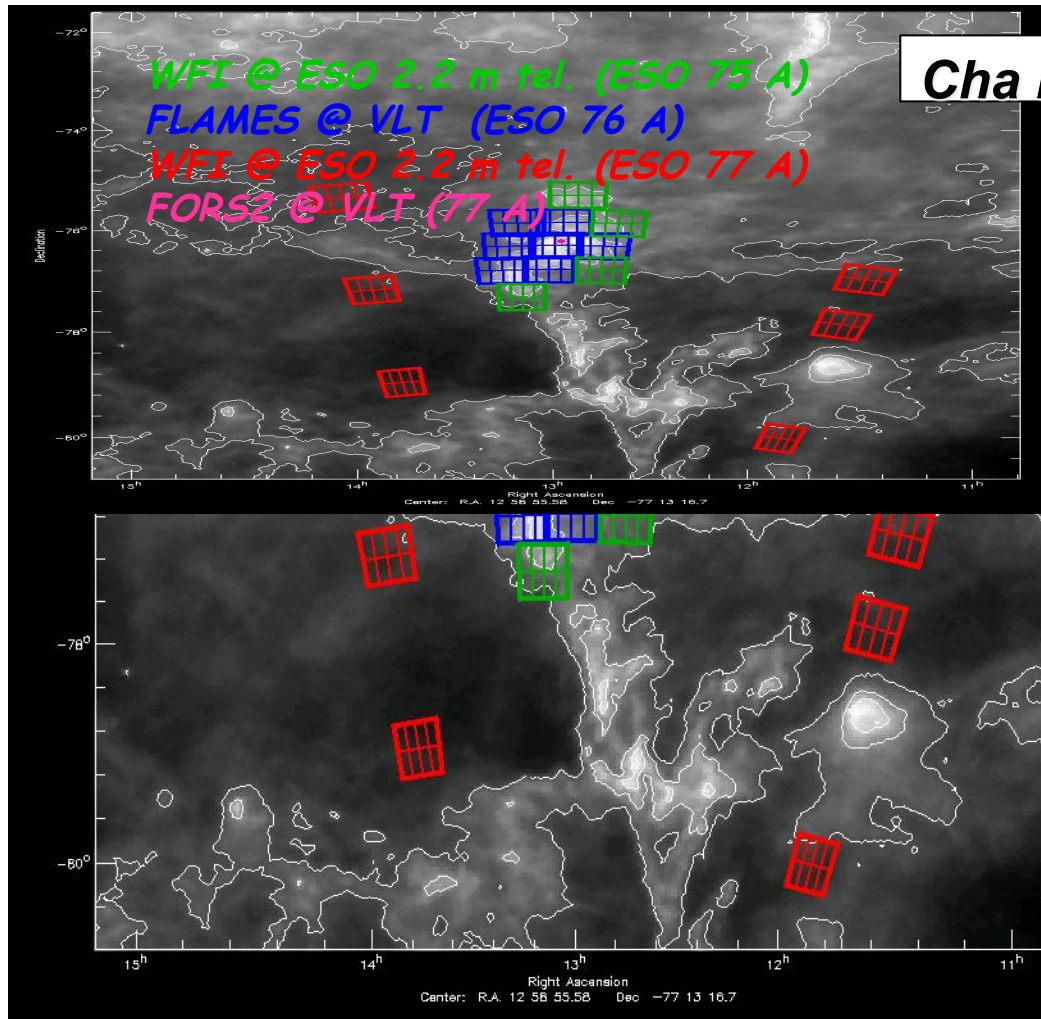 -72°
WFI @ ESO 2.2 m tel. (ESO 75 A)
Cha
FLAMES @ VLT (ESO 76 A)
-74°
WFI @ ESO 2.2 m tel. (ESO 77 A)
FORS2 @ VLT (77 A)
-76°
Declination
-78°
-80°
15h 14h 13h 12h 11h
Right Ascension
Center: R.A. 12 56 55.58 Dec -77 13 16.7
-78°
-80°
15h 14h 13h 12h 11h
Right Ascension
Center: R.A. 12 56 55.58 Dec -77 13 16.7